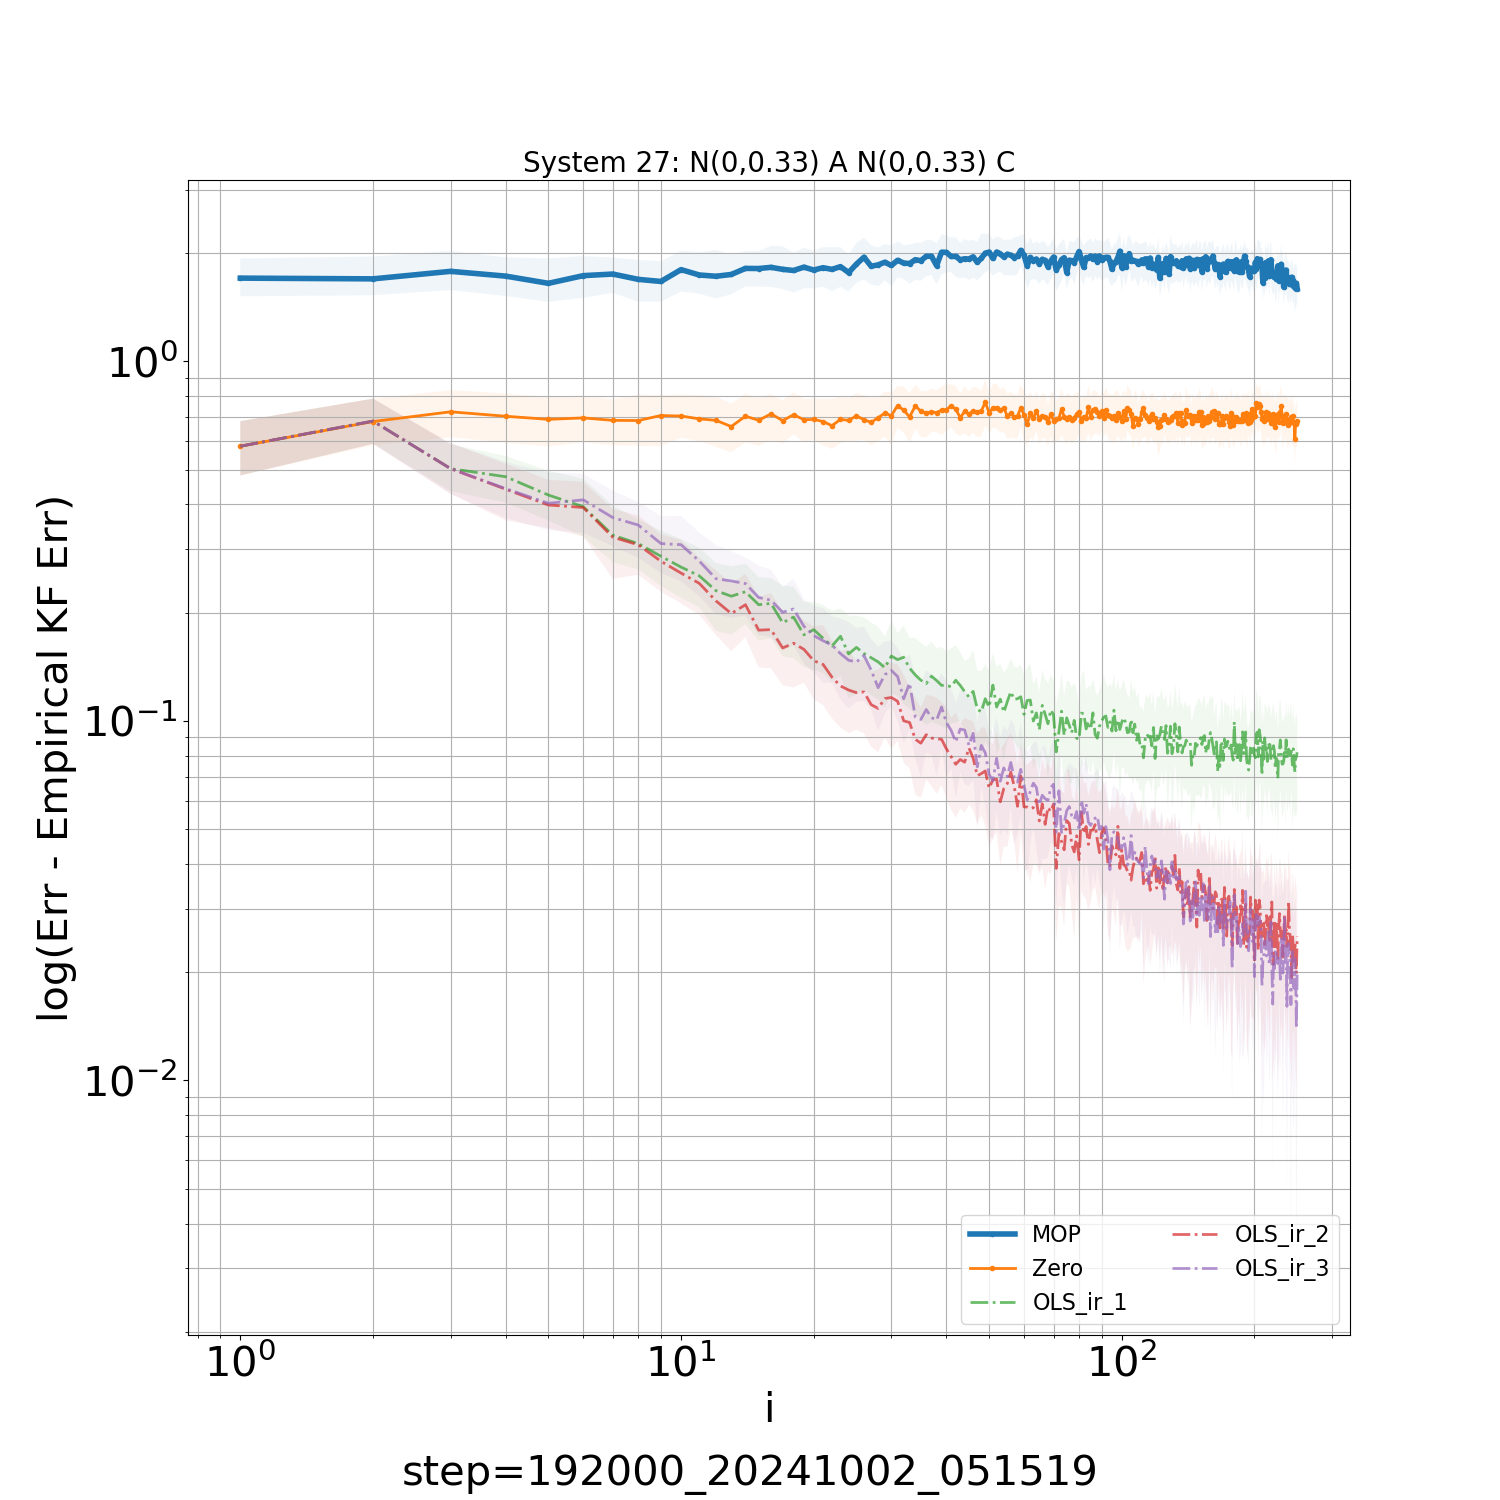 System 27: N(0,0.33) A N(0,0.33) C
log(Err - Empirical KF Err)
10⁰
10⁻¹
10⁻²
MOP
Zero
OLS_ir_1
OLS_ir_2
OLS_ir_3
10⁰ 10¹ 10²
i
step=192000_20241002_051519